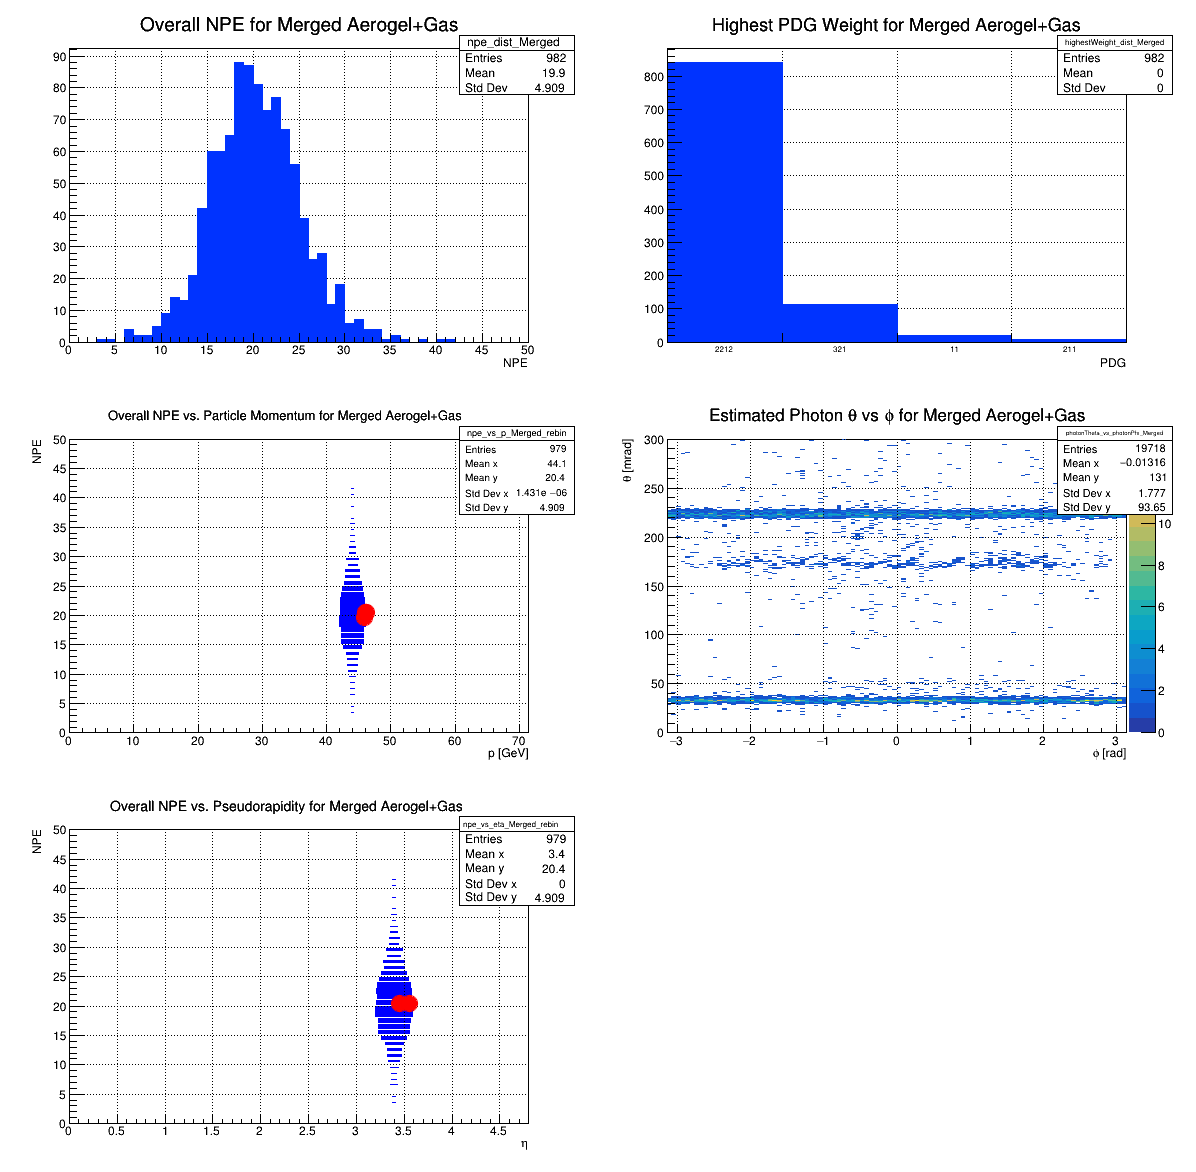 Overall NPE for Merged Aerogel+Gas
npe_dist_Merged
Entries 982
Mean 19.9
Std Dev 4.909
90
80
70
60
50
40
30
20
10
0
0 5 10 15 20 25 30 35 40 45 50
NPE
Highest PDG Weight for Merged Aerogel+Gas
highestWeight_dist_Merged
Entries 982
Mean 0
Std Dev 0
800
700
600
500
400
300
200
100
0
2212 321 11 211
PDG
Overall NPE vs. Particle Momentum for Merged Aerogel+Gas
npe_vs_p_Merged_rebin
Entries 979
Mean x 44.1
Mean y 20.4
Std Dev x 1.431e −06
Std Dev y 4.909
NPE
50
45
40
35
30
25
20
15
10
5
0
0 10 20 30 40 50 60 70
p [GeV]
Estimated Photon θ vs ϕ for Merged Aerogel+Gas
photonTheta_vs_photonPhi_Merged
Entries 19718
Mean x −0.01316
Mean y 131
Std Dev x 1.777
Std Dev y 93.65
θ [mrad]
300
250
200
150
100
50
0
−3 −2 −1 0 1 2 3
ϕ [rad]
10
8
6
4
2
0
Overall NPE vs. Pseudorapidity for Merged Aerogel+Gas
npe_vs_eta_Merged_rebin
Entries 979
Mean x 3.4
Mean y 20.4
Std Dev x 0
Std Dev y 4.909
NPE
50
45
40
35
30
25
20
15
10
5
0
0 0.5 1 1.5 2 2.5 3 3.5 4 4.5
η